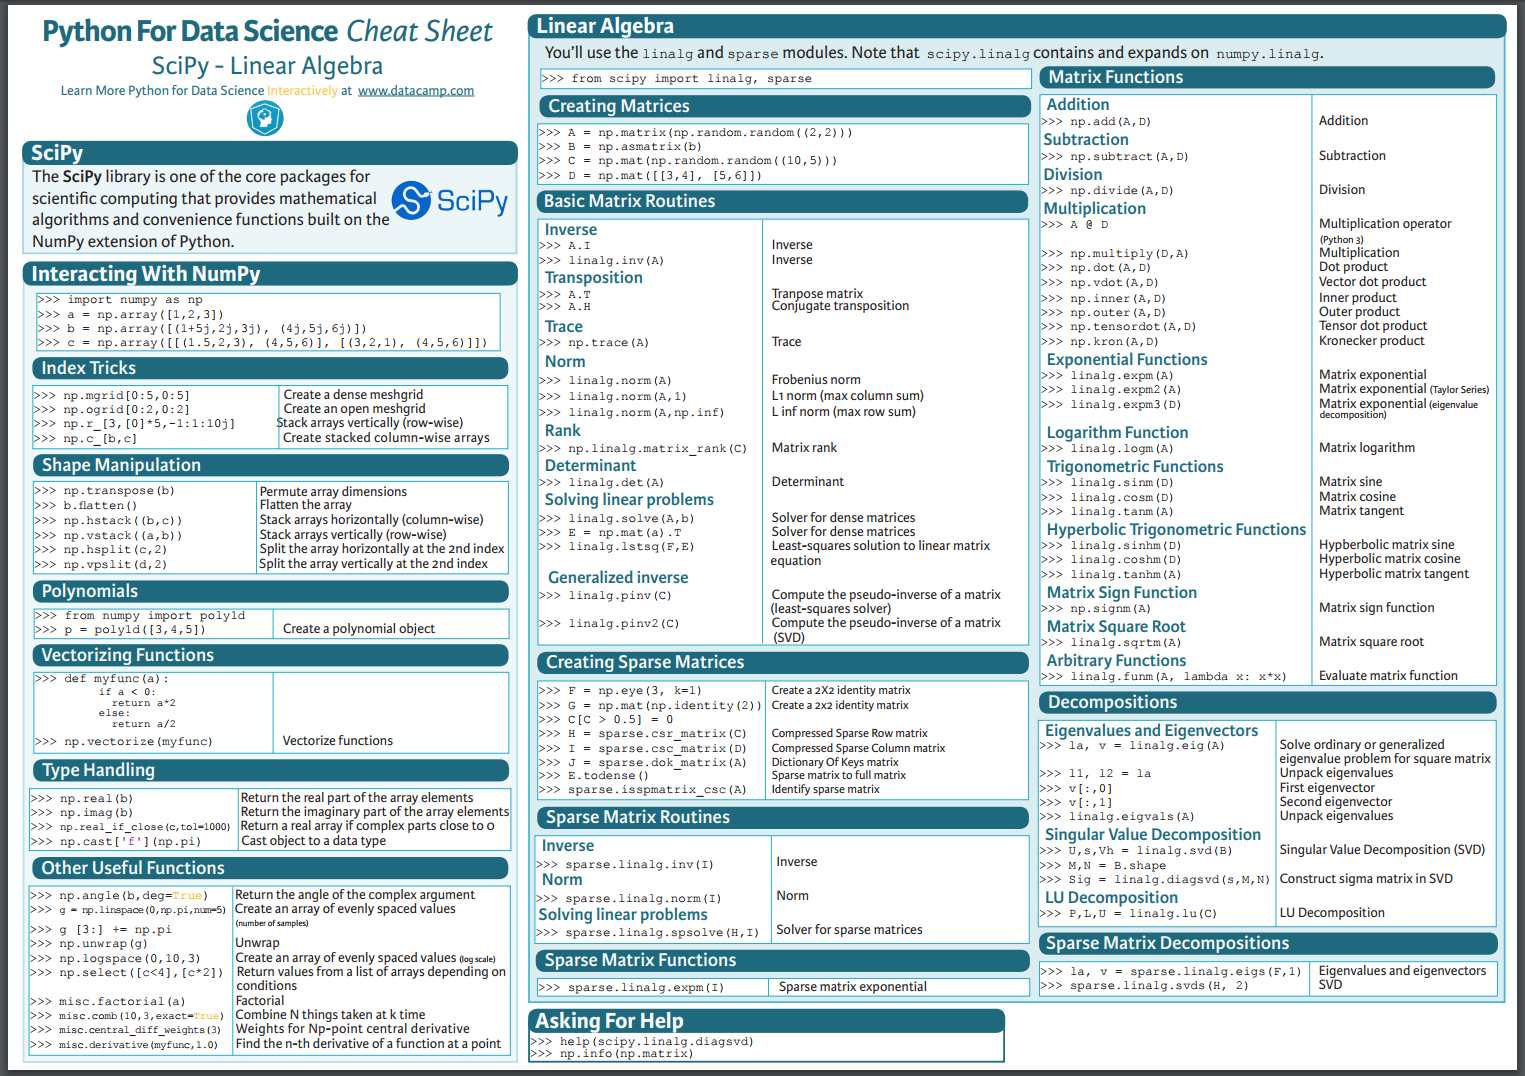 Python For Data Science Cheat Sheet
SciPy - Linear Algebra
Learn More Python for Data Science Interactively at www.datacamp.com
SciPy
The SciPy library is one of the core packages for
scientific computing that provides mathematical
algorithms and convenience functions built on the
NumPy extension of Python.
SciPy
Interacting With NumPy
>>> import numpy as np
>>> a = np.array([1,2,3])
>>> b = np.array([(1+5j,2j,3j), (4j,5j,6j)])
>>> c = np.array([[(1.5,2,3), (4,5,6)], [(3,2,1), (4,5,6)]])
Index Tricks
>>> np.mgrid[0:5,0:5] Create a dense meshgrid
>>> np.ogrid[0:2,0:2] Create an open meshgrid
>>> np.r_[3,[0]*5,-1:1:10j] Stack arrays vertically (row-wise)
>>> np.c_[b,c] Create stacked column-wise arrays
Shape Manipulation
>>> np.transpose(b) Permute array dimensions
>>> b.flatten() Flatten the array
>>> np.hstack((b,c)) Stack arrays horizontally (column-wise)
>>> np.vstack((a,b)) Stack arrays vertically (row-wise)
>>> np.hsplit(c,2) Split the array horizontally at the 2nd index
>>> np.vpslit(d,2) Split the array vertically at the 2nd index
Polynomials
>>> from numpy import poly1d
>>> p = poly1d([3,4,5]) Create a polynomial object
Vectorizing Functions
>>> def myfunc(a):
if a < 0:
return a*2
else:
return a/2
>>> np.vectorize(myfunc) Vectorize functions
Type Handling
>>> np.real(b) Return the real part of the array elements
>>> np.imag(b) Return the imaginary part of the array elements
>>> np.real_if_close(c,tol=1000) Return a real array if complex parts close to 0
>>> np.cast['f'](np.pi) Cast object to a data type
Other Useful Functions
>>> np.angle(b,deg=True) Return the angle of the complex argument
>>> g = np.linspace(0,np.pi,num=5) Create an array of evenly spaced values
(number of samples)
>>> g [3:] += np.pi
>>> np.unwrap(g) Unwrap
>>> np.logspace(0,10,3) Create an array of evenly spaced values (log scale)
>>> np.select([c<4],[c*2]) Return values from a list of arrays depending on
conditions
>>> misc.factorial(a) Factorial
>>> misc.comb(10,3,exact=True) Combine N things taken at k time
>>> misc.central_diff_weights(3) Weights for Np-point central derivative
>>> misc.derivative(myfunc,1.0) Find the n-th derivative of a function at a point
Linear Algebra
You'll use the linalg and sparse modules. Note that scipy.linalg contains and expands on numpy.linalg.
>>> from scipy import linalg, sparse
Creating Matrices
>>> A = np.matrix(np.random.random((2,2)))
>>> B = np.asmatrix(b)
>>> C = np.mat(np.random.random((10,5)))
>>> D = np.mat([[3,4], [5,6]])
Basic Matrix Routines
Inverse
>>> A.I Inverse
>>> linalg.inv(A) Inverse
Transposition
>>> A.T Tranpose matrix
>>> A.H Conjugate transposition
Trace
>>> np.trace(A) Trace
Norm
>>> linalg.norm(A) Frobenius norm
>>> linalg.norm(A,1) L1 norm (max column sum)
>>> linalg.norm(A,np.inf) L inf norm (max row sum)
Rank
>>> np.linalg.matrix_rank(C) Matrix rank
Determinant
>>> linalg.det(A) Determinant
Solving linear problems
>>> linalg.solve(A,b) Solver for dense matrices
>>> E = np.mat(a).T Solver for dense matrices
>>> linalg.lstsq(F,E) Least-squares solution to linear matrix
equation
Generalized inverse
>>> linalg.pinv(C) Compute the pseudo-inverse of a matrix
(least-squares solver)
>>> linalg.pinv2(C) Compute the pseudo-inverse of a matrix
(SVD)
Creating Sparse Matrices
>>> F = np.eye(3, k=1) Create a 2X2 identity matrix
>>> G = np.mat(np.identity(2)) Create a 2x2 identity matrix
>>> C[C > 0.5] = 0
>>> H = sparse.csr_matrix(C) Compressed Sparse Row matrix
>>> I = sparse.csc_matrix(D) Compressed Sparse Column matrix
>>> J = sparse.dok_matrix(A) Dictionary Of Keys matrix
>>> E.todense() Sparse matrix to full matrix
>>> sparse.isspmatrix_csc(A) Identify sparse matrix
Sparse Matrix Routines
Inverse
>>> sparse.linalg.inv(I) Inverse
Norm
>>> sparse.linalg.norm(I) Norm
Solving linear problems
>>> sparse.linalg.spsolve(H,I) Solver for sparse matrices
Sparse Matrix Functions
>>> sparse.linalg.expm(I) Sparse matrix exponential
Asking For Help
>>> help(scipy.linalg.diagsvd)
>>> np.info(np.matrix)
Matrix Functions
Addition
>>> np.add(A,D) Addition
Subtraction
>>> np.subtract(A,D) Subtraction
Division
>>> np.divide(A,D) Division
Multiplication
>>> A @ D Multiplication operator
(Python 3)
>>> np.multiply(D,A) Multiplication
>>> np.dot(A,D) Dot product
>>> np.vdot(A,D) Vector dot product
>>> np.inner(A,D) Inner product
>>> np.outer(A,D) Outer product
>>> np.tensordot(A,D) Tensor dot product
>>> np.kron(A,D) Kronecker product
Exponential Functions
>>> linalg.expm(A) Matrix exponential
>>> linalg.expm2(A) Matrix exponential (Taylor Series)
>>> linalg.expm3(D) Matrix exponential (eigenvalue
decomposition)
Logarithm Function
>>> linalg.logm(A) Matrix logarithm
Trigonometric Functions
>>> linalg.sinm(D) Matrix sine
>>> linalg.cosm(D) Matrix cosine
>>> linalg.tanm(A) Matrix tangent
Hyperbolic Trigonometric Functions
>>> linalg.sinhm(D) Hypberbolic matrix sine
>>> linalg.coshm(D) Hyperbolic matrix cosine
>>> linalg.tanhm(A) Hyperbolic matrix tangent
Matrix Sign Function
>>> np.signm(A) Matrix sign function
Matrix Square Root
>>> linalg.sqrtm(A) Matrix square root
Arbitrary Functions
>>> linalg.funm(A, lambda x: x*x) Evaluate matrix function
Decompositions
Eigenvalues and Eigenvectors
>>> la, v = linalg.eig(A) Solve ordinary or generalized
eigenvalue problem for square matrix
>>> l1, l2 = la Unpack eigenvalues
>>> v[:,0] First eigenvector
>>> v[:,1] Second eigenvector
>>> linalg.eigvals(A) Unpack eigenvalues
Singular Value Decomposition
>>> U,s,Vh = linalg.svd(B) Singular Value Decomposition (SVD)
>>> M,N = B.shape
>>> Sig = linalg.diagsvd(s,M,N) Construct sigma matrix in SVD
LU Decomposition
>>> P,L,U = linalg.lu(C) LU Decomposition
Sparse Matrix Decompositions
>>> la, v = sparse.linalg.eigs(F,1) Eigenvalues and eigenvectors
>>> sparse.linalg.svds(H, 2) SVD